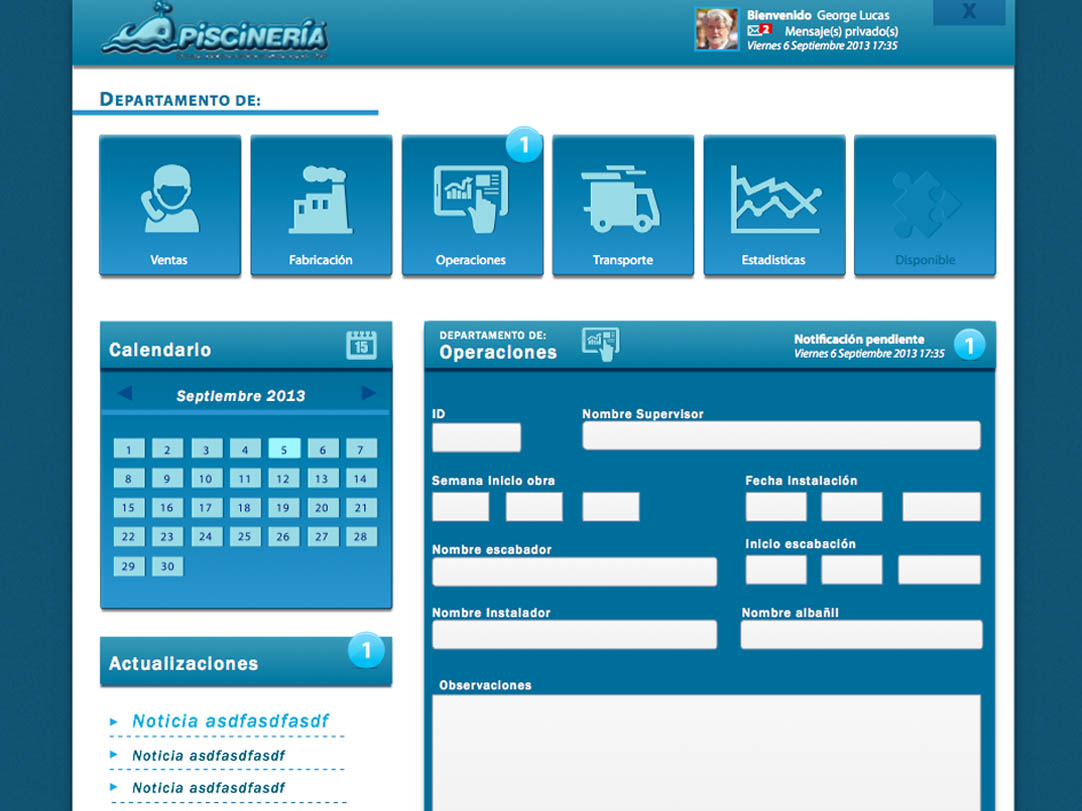 PISCINERÍA
Bienvenido George Lucas
2 Mensaje(s) privado(s)
Viernes 6 Septiembre 2013 17:35
X
DEPARTAMENTO DE:
1
Ventas
Fabricación
Operaciones
Transporte
Estadisticas
Disponible
Calendario
15
Septiembre 2013
1 2 3 4 5 6 7
8 9 10 11 12 13 14
15 16 17 18 19 20 21
22 23 24 25 26 27 28
29 30
Actualizaciones
1
Noticia asdfasdfasdf
Noticia asdfasdfasdf
Noticia asdfasdfasdf
DEPARTAMENTO DE:
Operaciones
Notificación pendiente
Viernes 6 Septiembre 2013 17:35
1
ID
Nombre Supervisor
Semana Inicio obra
Fecha Instalación
Nombre escabador
Inicio escabación
Nombre Instalador
Nombre albañil
Observaciones